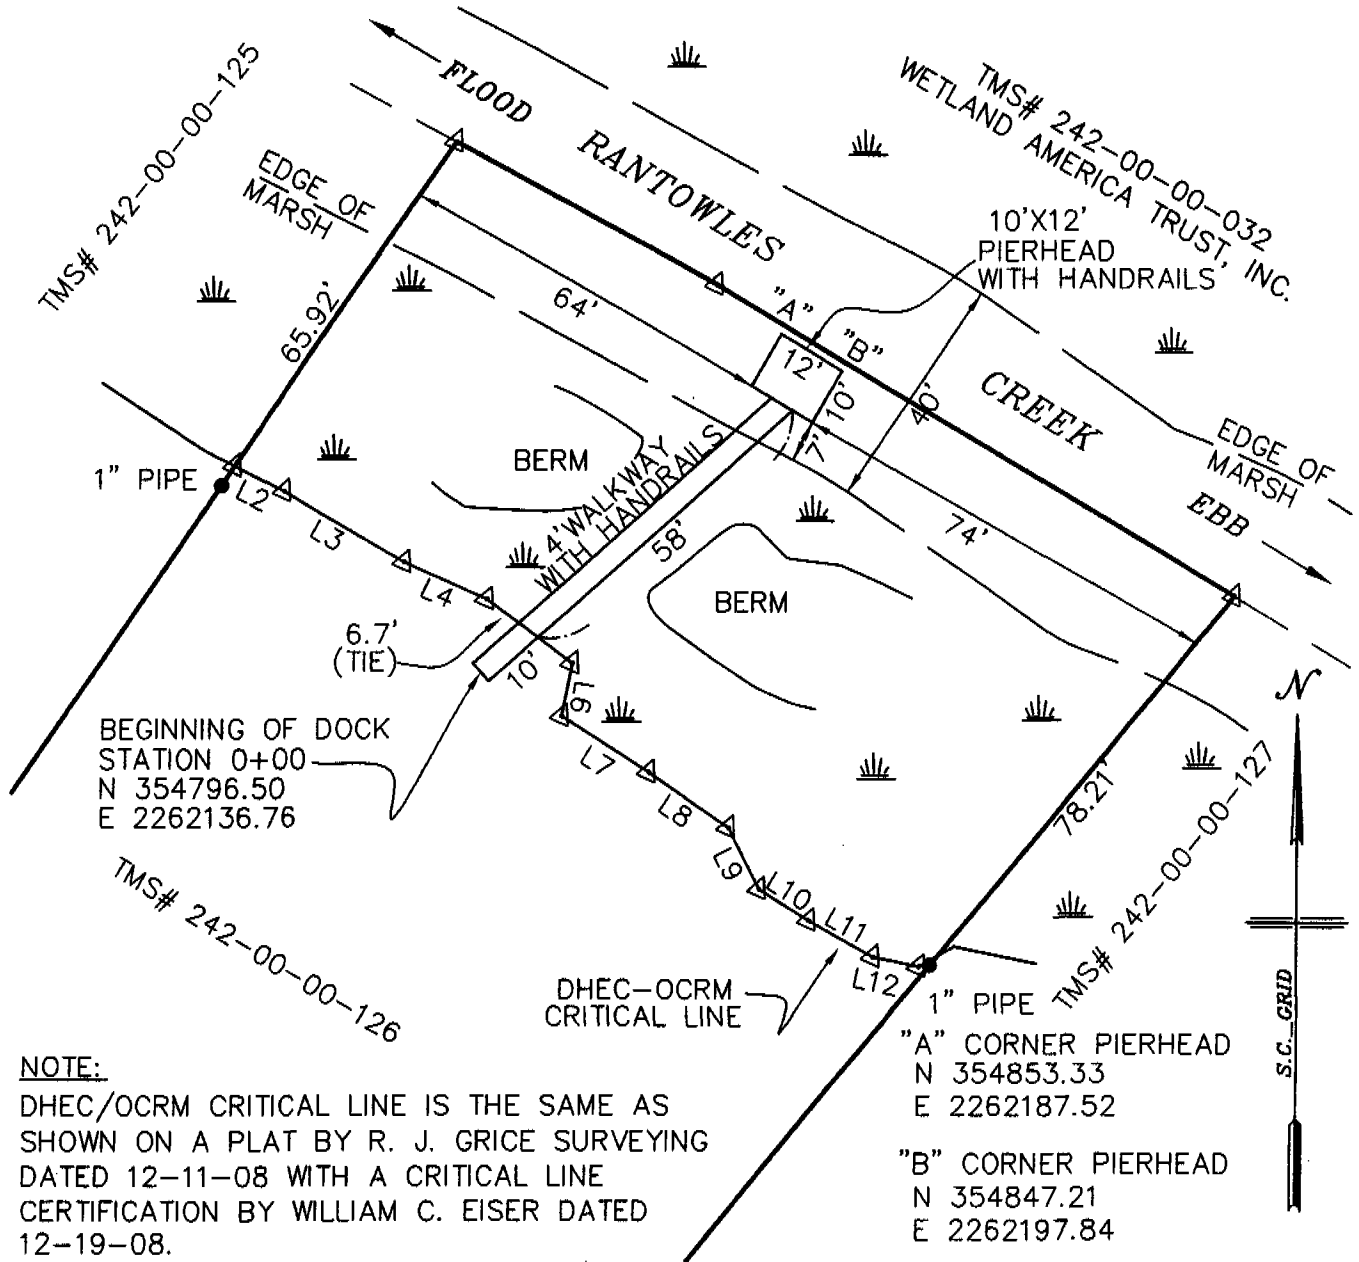 FLOOD
RANTOWLES
CREEK
EBB
TMS# 242-00-00-125
EDGE OF
MARSH
TMS# 242-00-00-032
WETLAND AMERICA TRUST, INC.
10'X12'
PIERHEAD
WITH HANDRAILS
"A"
"B"
64'
12'
10'
7'
40'
65.92'
EDGE OF
MARSH
1" PIPE
L2
L3
L4
BERM
4' WALKWAY
WITH HANDRAILS
58'
74'
BERM
6.7'
(TIE)
10'
L6
L7
L8
L9
L10
L11
L12
78.21'
N
BEGINNING OF DOCK
STATION 0+00
N 354796.50
E 2262136.76
TMS# 242-00-00-126
TMS# 242-00-00-127
DHEC-OCRM
CRITICAL LINE
1" PIPE
S.C. GRID
"A" CORNER PIERHEAD
N 354853.33
E 2262187.52
"B" CORNER PIERHEAD
N 354847.21
E 2262197.84
NOTE:
DHEC/OCRM CRITICAL LINE IS THE SAME AS
SHOWN ON A PLAT BY R. J. GRICE SURVEYING
DATED 12-11-08 WITH A CRITICAL LINE
CERTIFICATION BY WILLIAM C. EISER DATED
12-19-08.